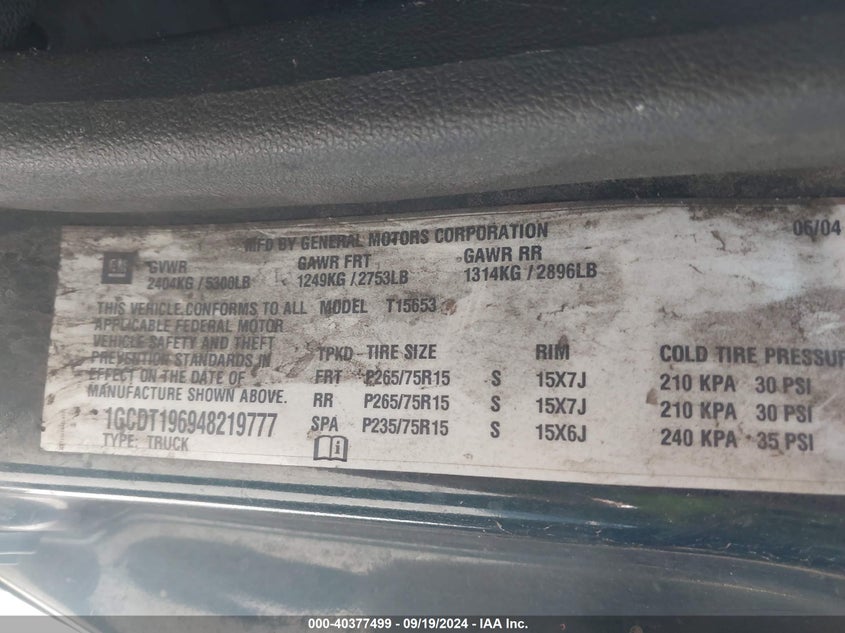 MFD BY GENERAL MOTORS CORPORATION 06/04
GM GVWR GAWR FRT GAWR RR
2404KG / 5300LB 1249KG / 2753LB 1314KG / 2896LB
THIS VEHICLE CONFORMS TO ALL MODEL T15653
APPLICABLE FEDERAL MOTOR
VEHICLE SAFETY AND THEFT
PREVENTION STANDARDS IN TPKD TIRE SIZE RIM COLD TIRE PRESSUR
EFFECT ON THE DATE OF FRT P265/75R15 S 15X7J 210 KPA 30 PSI
MANUFACTURE SHOWN ABOVE. RR P265/75R15 S 15X7J 210 KPA 30 PSI
1GCDT196948219777 SPA P235/75R15 S 15X6J 240 KPA 35 PSI
TYPE: TRUCK
000-40377499 - 09/19/2024 - IAA Inc.